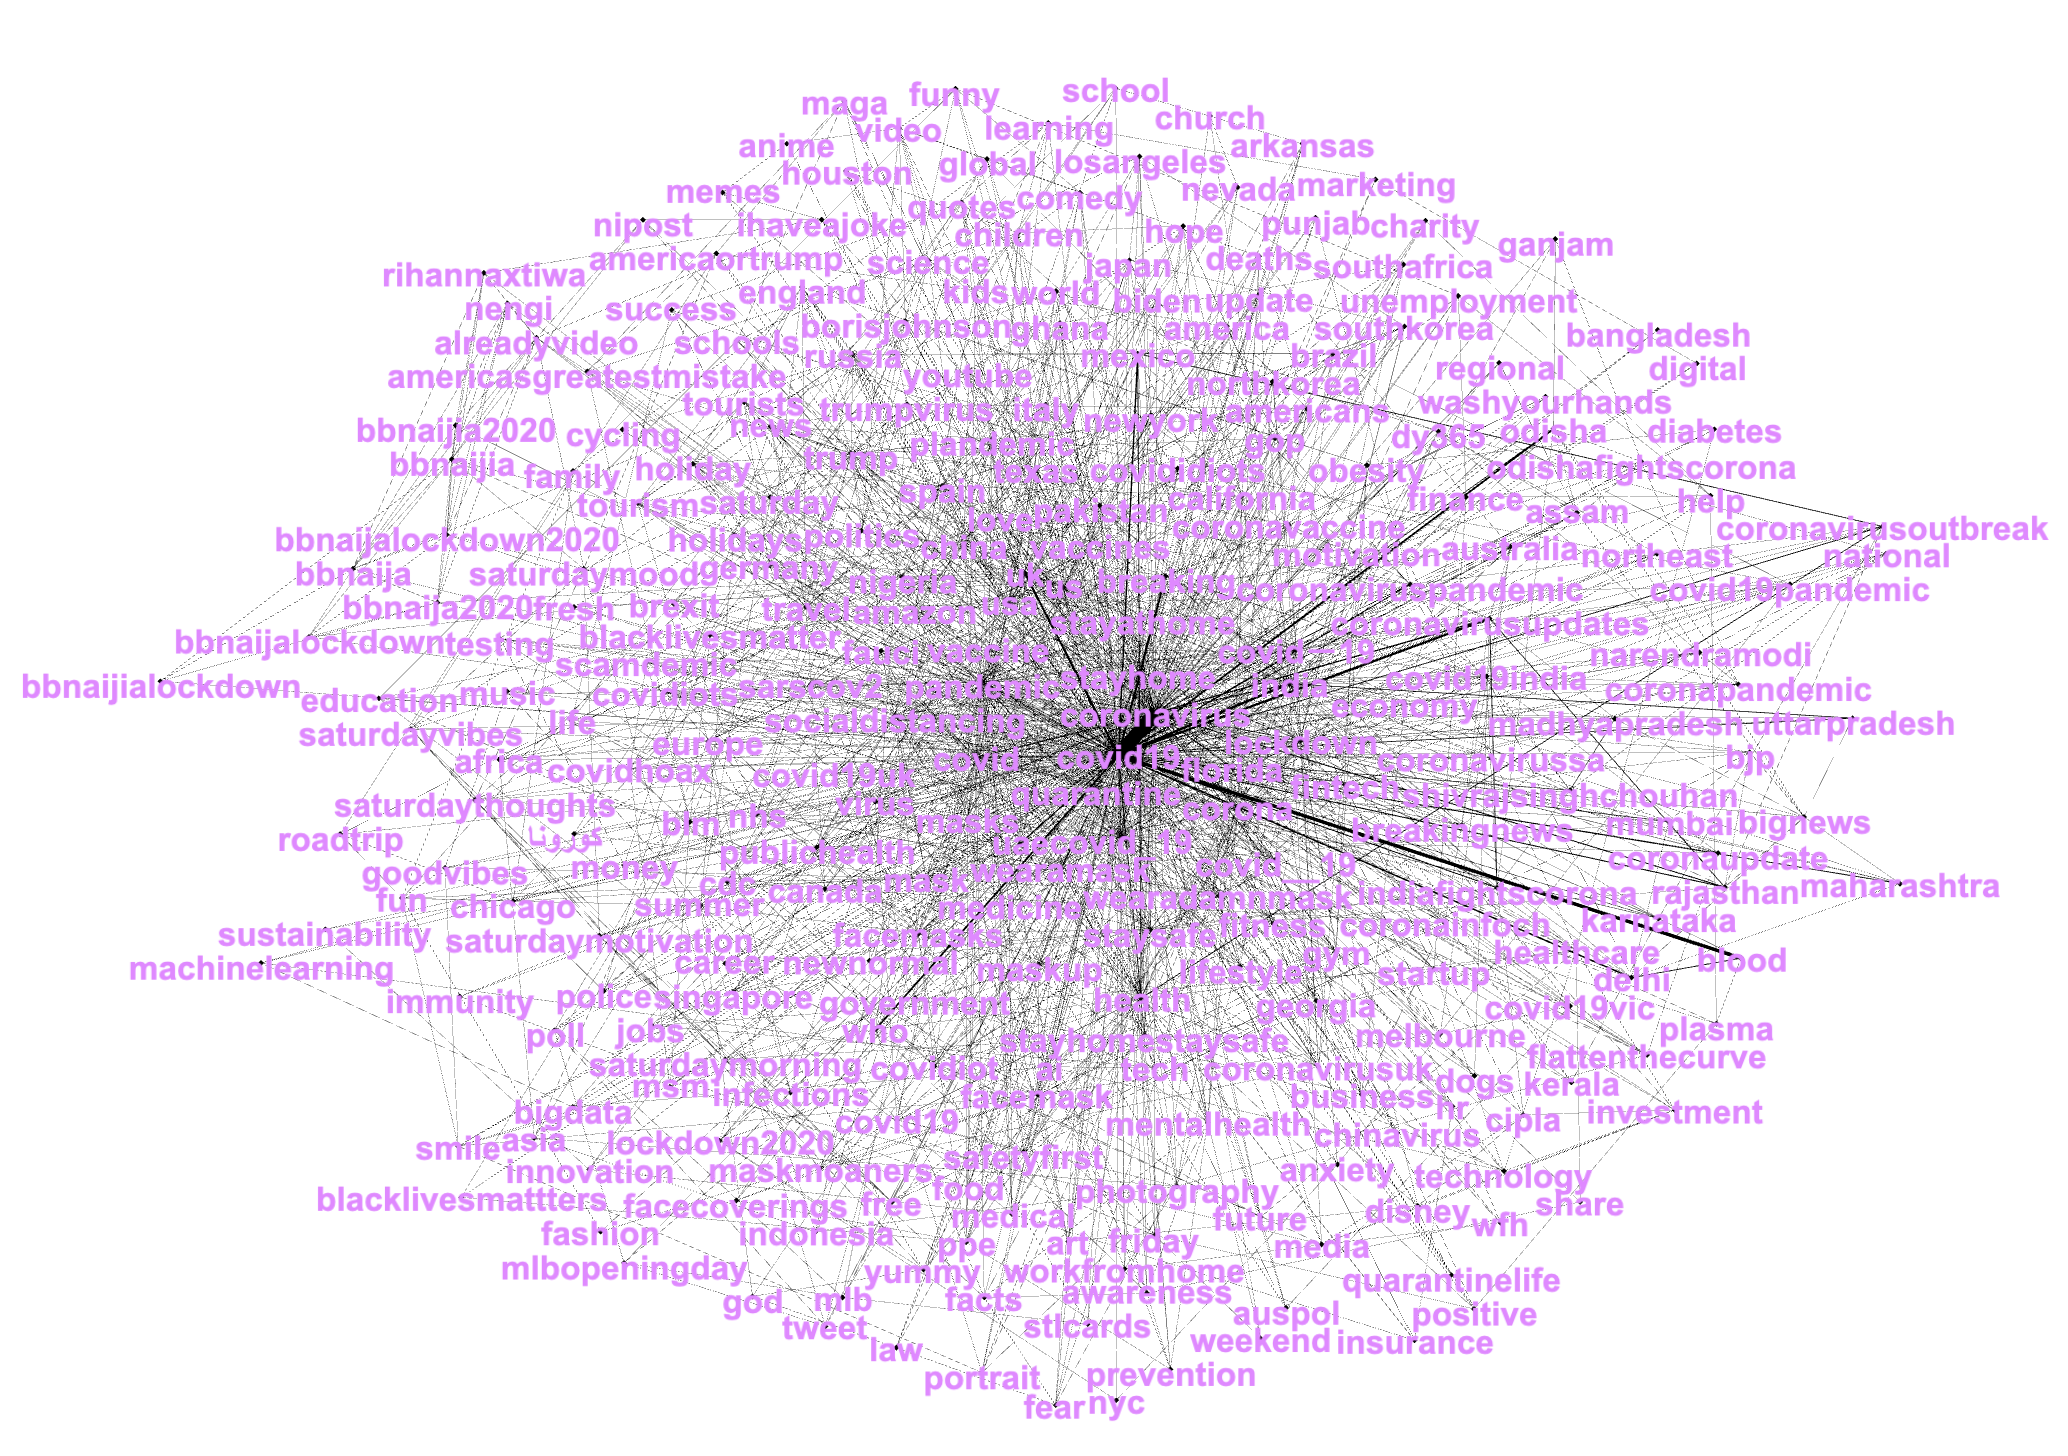 school
funny
maga
church
video
learning
anime
arkansas
losangeles
global
houston
marketing
nevada
memes
comedy
quotes
punjab
charity
nipost
ihaveajoke
hope
children
ganjam
americaortrump
deaths
science
japan
southafrica
rihannaxtiwa
england
kids
world
biden
update
unemployment
nengi
success
borisjohnson
ghana
america
southkorea
bangladesh
alreadyvideo
schools
russia
mexico
brazil
regional
digital
americasgreatestmistake
youtube
northkorea
tourists
trumpvirus
italy
newyork
americans
washyourhands
bbnaijia2020
cycling
news
plandemic
gop
dy365
odisha
diabetes
bbnaijia
family
holiday
trump
texas
covididiots
obesity
odishafightscorona
tourism
saturday
spain
california
finance
help
love
pakistan
assam
coronavaccine
coronavirusoutbreak
bbnaijalockdown2020
holidays
politics
china
vaccines
motivation
australia
northeast
national
bbnaija
saturdaymood
germany
nigeria
uk
us
breaking
coronaviruspandemic
covid19pandemic
bbnaija2020
fresh
brexit
travel
amazon
usa
stayathome
coronavirusupdates
bbnaijalockdown
testing
blacklivesmatter
fauci
vaccine
covid—19
narendramodi
scamdemic
bbnaijialockdown
education
music
covidiots
sarscov2
pandemic
stayhome
india
covid19india
coronapandemic
saturdayvibes
life
socialdistancing
coronavirus
economy
madhyapradesh
uttarpradesh
europe
lockdown
africa
covidhoax
covid19uk
covid
covid19
florida
coronavirussa
bjp
saturdaythoughts
virus
quarantine
corona
fintech
shivrajsinghchouhan
roadtrip
کورونا
blm
nhs
masks
breakingnews
mumbai
bignews
goodvibes
money
publichealth
uae
covid_19
covid__19
coronaupdate
fun
chicago
summer
cdc
canada
mask
wearamask
wearadamnmask
indiafightscorona
rajasthan
maharashtra
sustainability
saturdaymotivation
facemasks
medicine
staysafe
fitness
coronainfoch
karnataka
machinelearning
career
newnormal
maskup
lifestyle
gym
healthcare
startup
delhi
blood
immunity
police
singapore
government
health
georgia
covid19vic
poll
jobs
who
stayhomestaysafe
melbourne
plasma
saturdaymorning
covidiot
ai
tech
coronavirusuk
flattenthecurve
msm
infections
facemask
business
dogs
kerala
bigdata
covid19
mentalhealth
hr
cipla
investment
smile
asia
lockdown2020
chinavirus
innovation
maskmoaners
safetyfirst
anxiety
technology
blacklivesmattters
facecoverings
free
food
photography
share
fashion
indonesia
medical
future
disney
wfh
ppe
art
friday
media
mlbopeningday
yummy
workfromhome
quarantinelife
god
mlb
facts
awareness
auspol
positive
tweet
stlcards
weekend
insurance
law
portrait
prevention
fear
nyc